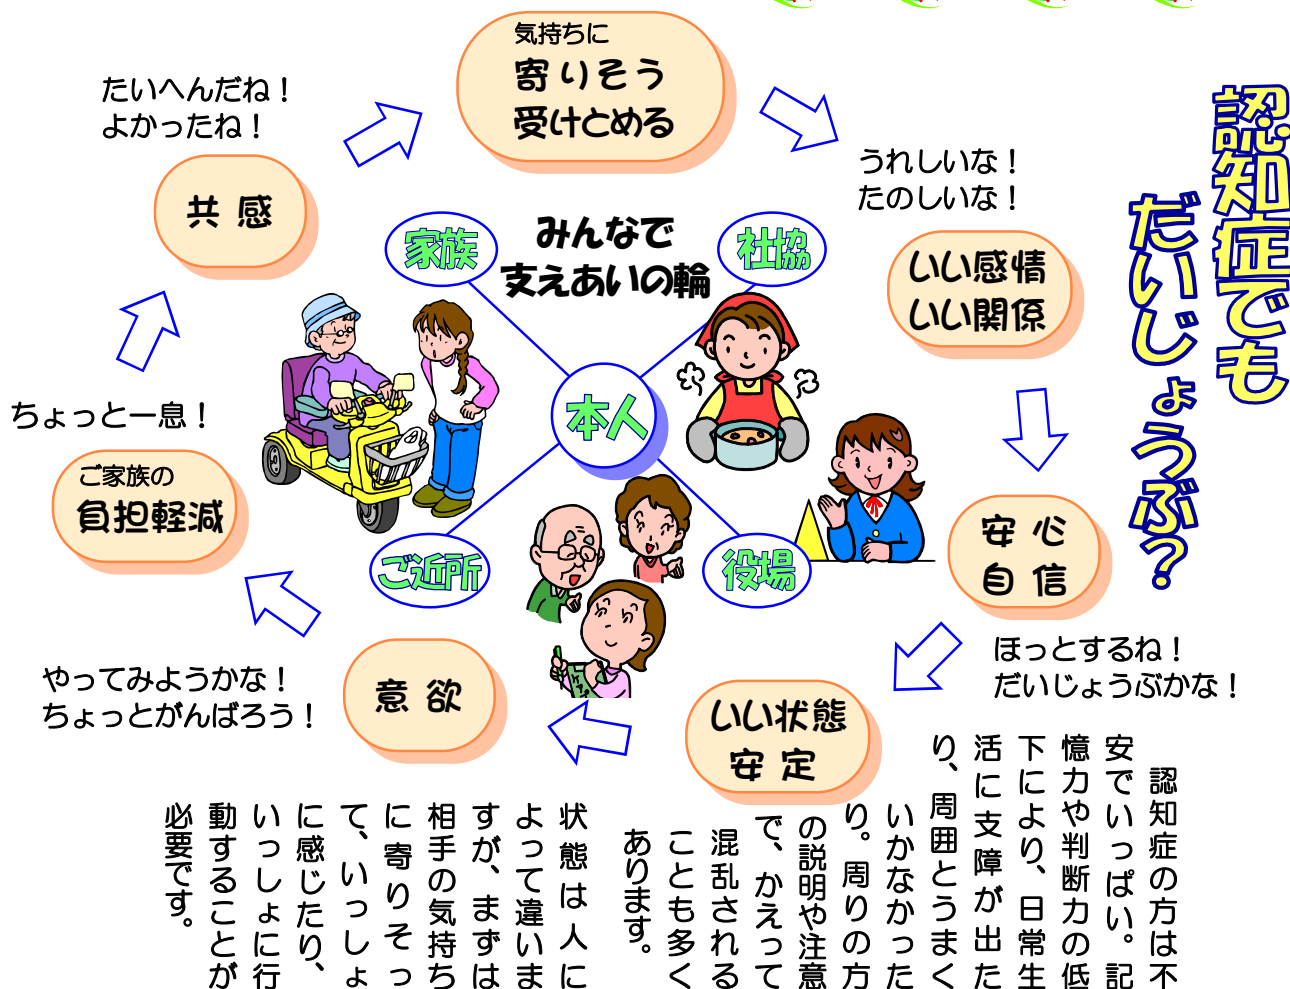 認知症でも
だいじょうぶ？
気持ちに
寄りそう
受けとめる
うれしいな！
たのしいな！
いい感情
いい関係
安心
自信
ほっとするね！
だいじょうぶかな！
いい状態
安定
やってみようかな！
ちょっとがんばろう！
意欲
ちょっと一息！
ご家族の
負担軽減
たいへんだね！
よかったね！
共感
みんなで
支えあいの輪
家族
社協
本人
ご近所
役場
認知症の方は不
安でいっぱい。記
憶力や判断力の低
下により、日常生
活に支障が出た
り、周囲とうまく
いかなかった
り。周りの方
の説明や注意
で、かえって
混乱される
ことも多く
あります。
状態は人に
よって違いま
すが、まずは
相手の気持ち
に寄りそっ
て、いっしょ
に感じたり、
いっしょに行
動することが
必要です。